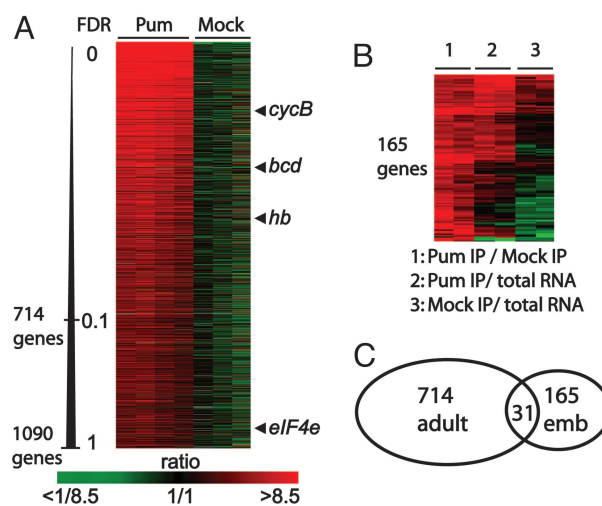 A
FDR
Pum
Mock
0
cycB
bcd
hb
714
genes
0.1
1090
genes
1
eIF4e
ratio
<1/8.5
1/1
>8.5
B
1 2 3
165
genes
1: Pum IP / Mock IP
2: Pum IP/ total RNA
3: Mock IP/ total RNA
C
714
adult
31
165
emb